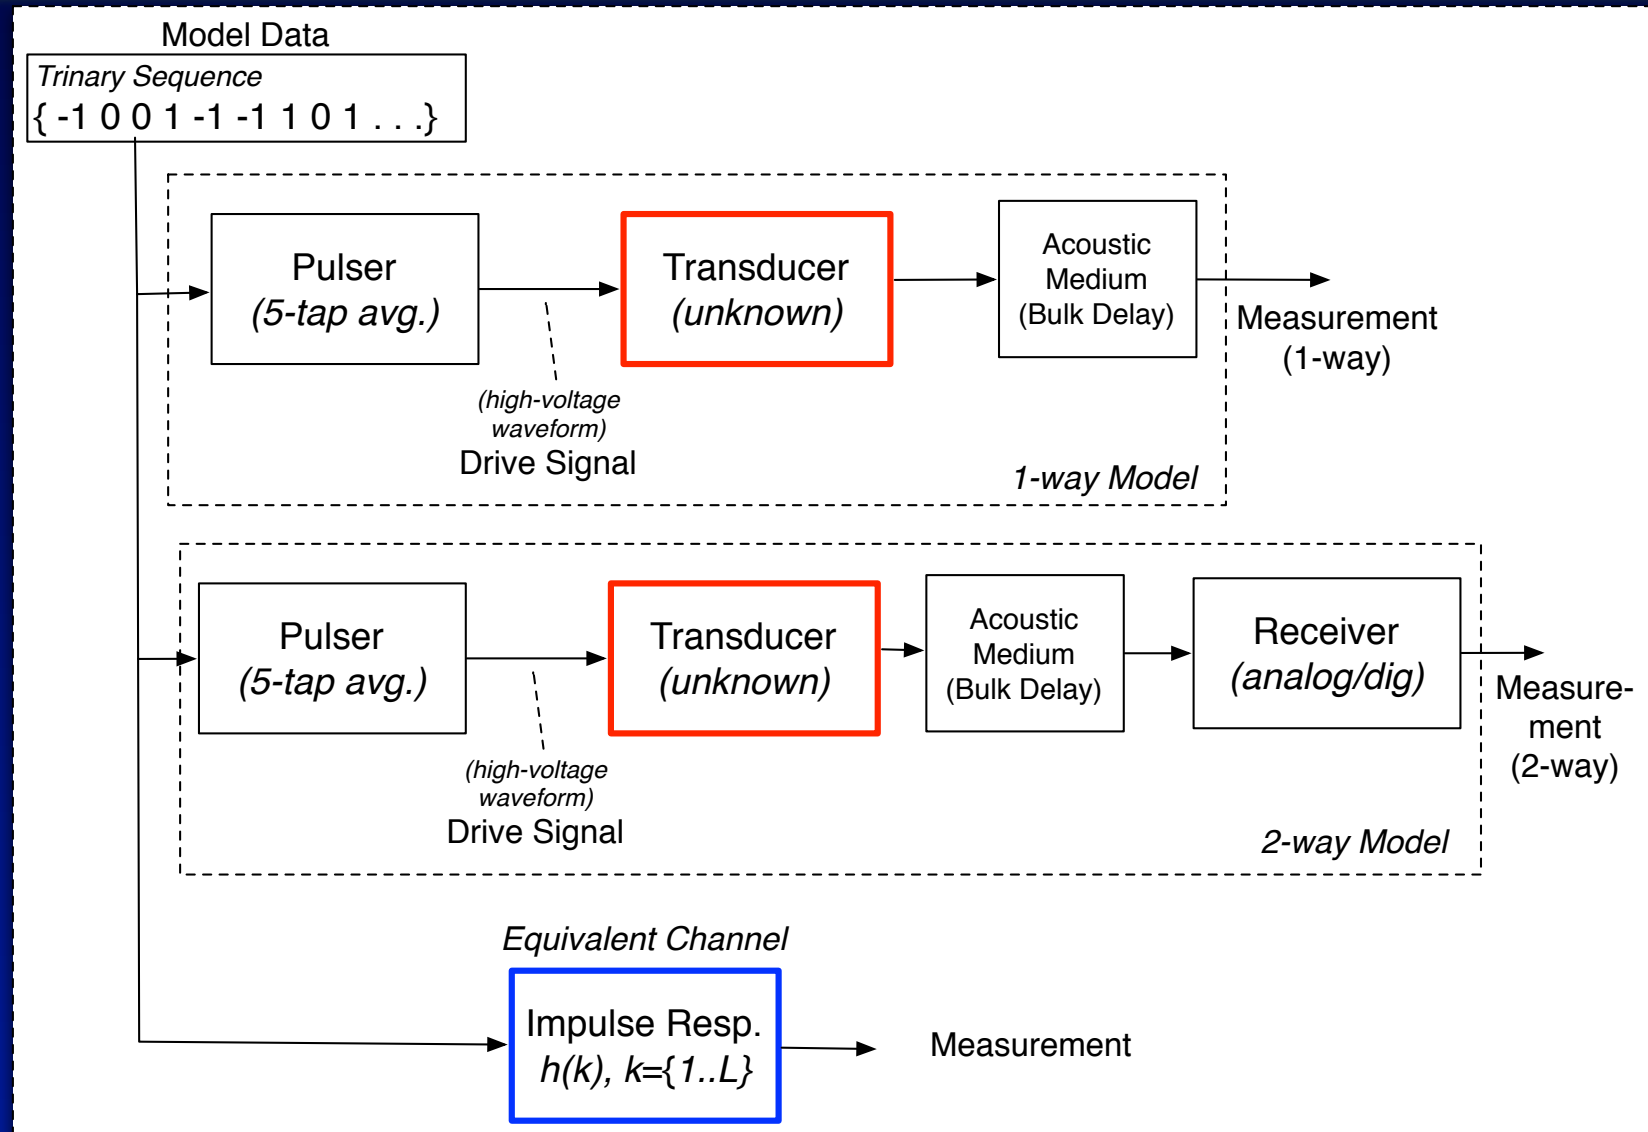 Model Data
Trinary Sequence
{ -1 0 0 1 -1 -1 1 0 1 . . .}
Pulser
(5-tap avg.)
Transducer
(unknown)
Acoustic
Medium
(Bulk Delay)
Measurement
(1-way)
(high-voltage
waveform)
Drive Signal
1-way Model
Pulser
(5-tap avg.)
Transducer
(unknown)
Acoustic
Medium
(Bulk Delay)
Receiver
(analog/dig)
Measure-
ment
(2-way)
(high-voltage
waveform)
Drive Signal
2-way Model
Equivalent Channel
Impulse Resp.
h(k), k={1..L}
Measurement